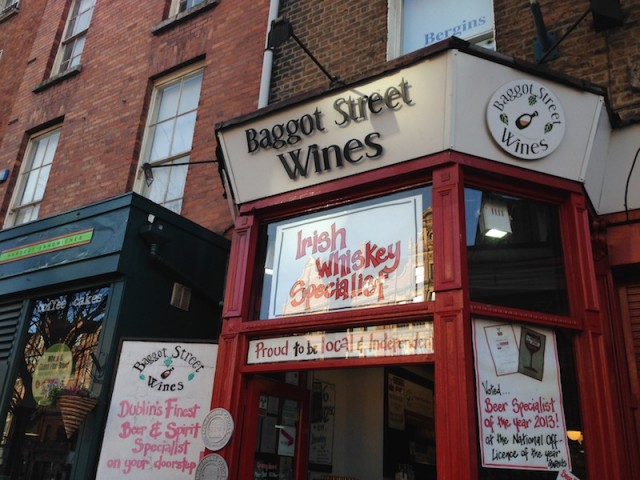 Bergins
Baggot Street
Wines
Baggot Street
Wines
Irish
Whiskey
Specialist
Proud to be local & Independent
Coffee Cakes
Baggot Street
Wines
Dublin's Finest
Beer & Spirit
Specialist
on your doorstep
Voted...
Beer Specialist
of the Year 2013!
at the National Off-
Licence of the year
awards